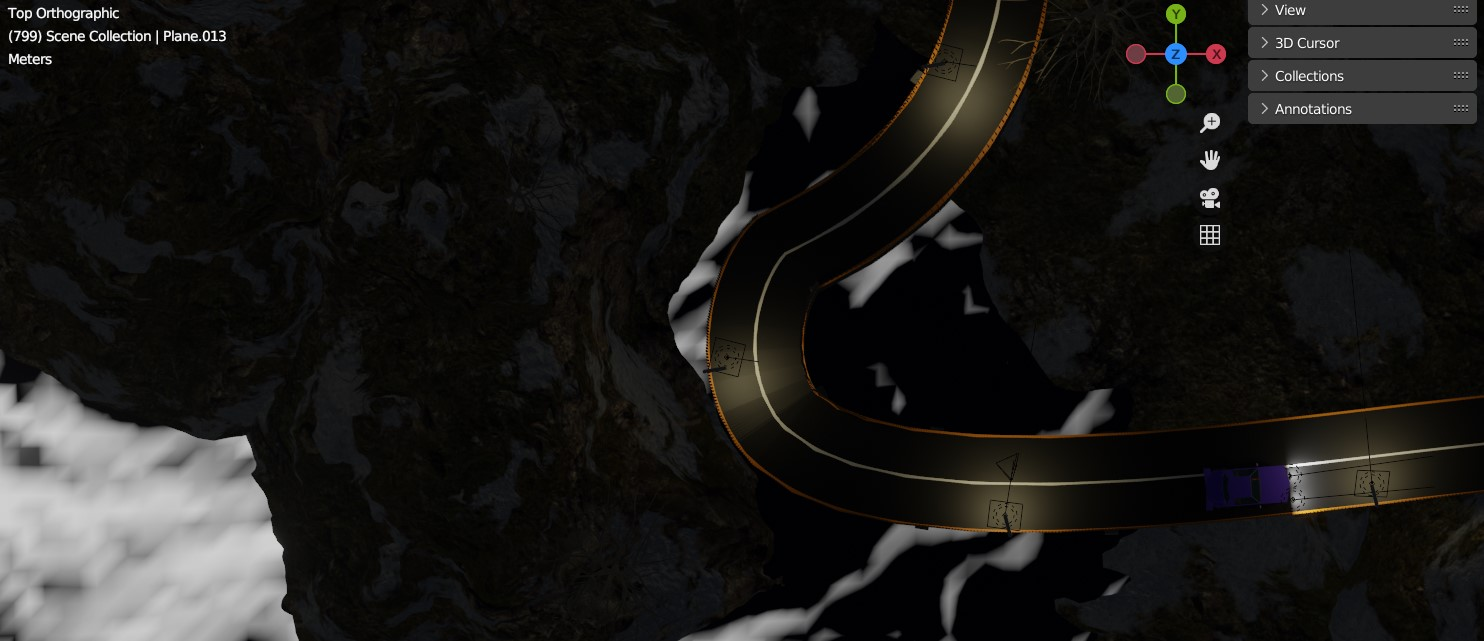 Top Orthographic
(799) Scene Collection | Plane.013
Meters
Y
Z
X
View
3D Cursor
Collections
Annotations